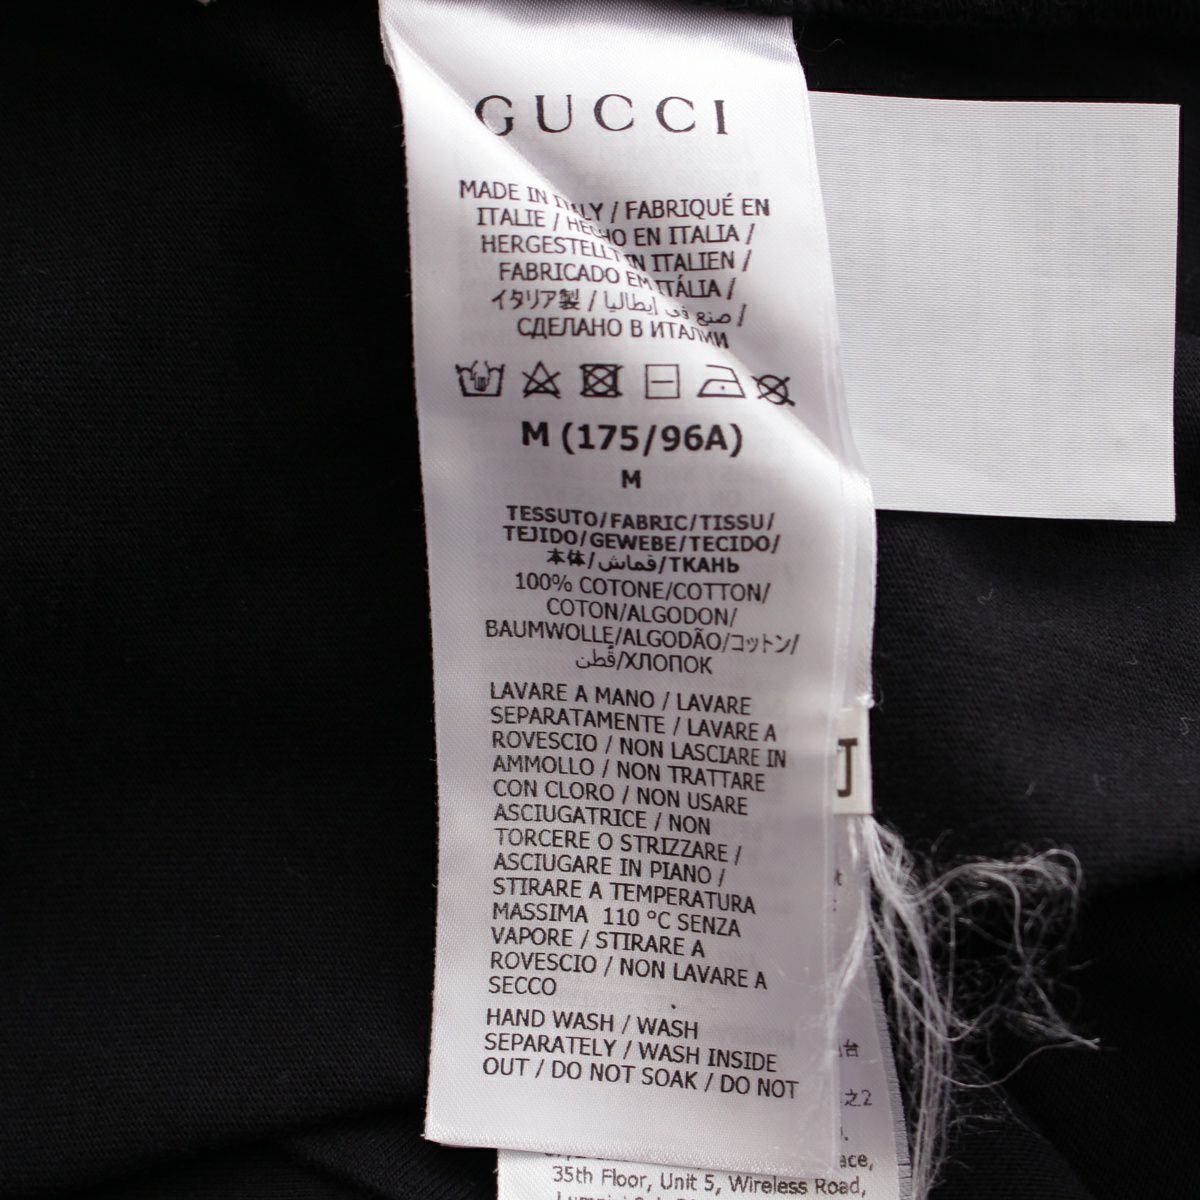 GUCCI
MADE IN ITALY / FABRIQUÉ EN
ITALIE / HECHO EN ITALIA /
HERGESTELLT IN ITALIEN /
FABRICADO EM ITÁLIA /
イタリア製 / صنع في إيطاليا /
СДЕЛАНО В ИТАЛИИ
M (175/96A)
M
TESSUTO/FABRIC/TISSU/
TEJIDO/GEWEBE/TECIDO/
本体/قماش/ТКАНЬ
100% COTONE/COTTON/
COTON/ALGODON/
BAUMWOLLE/ALGODÃO/コットン/
قطن/ХЛОПОК
LAVARE A MANO / LAVARE
SEPARATAMENTE / LAVARE A
ROVESCIO / NON LASCIARE IN
AMMOLLO / NON TRATTARE
CON CLORO / NON USARE
ASCIUGATRICE / NON
TORCERE O STRIZZARE /
ASCIUGARE IN PIANO /
STIRARE A TEMPERATURA
MASSIMA 110 °C SENZA
VAPORE / STIRARE A
ROVESCIO / NON LAVARE A
SECCO
HAND WASH / WASH
SEPARATELY / WASH INSIDE
OUT / DO NOT SOAK / DO NOT
台
之2
35th Floor, Unit 5, Wireless Road,